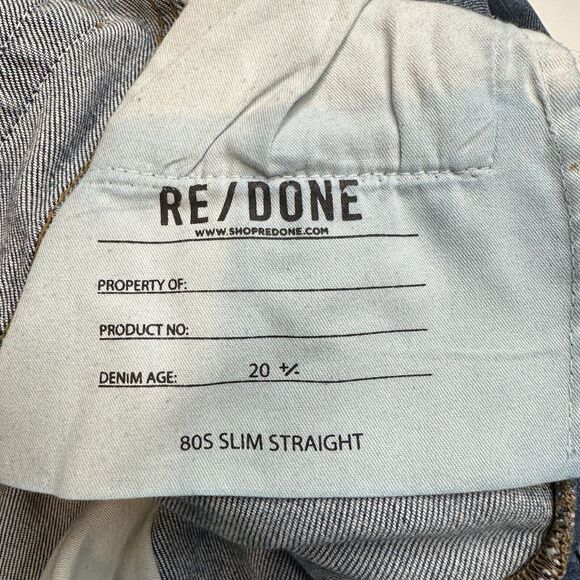 RE/DONE
WWW.SHOPREDONE.COM
PROPERTY OF:
PRODUCT NO:
DENIM AGE: 20 +/-
80S SLIM STRAIGHT